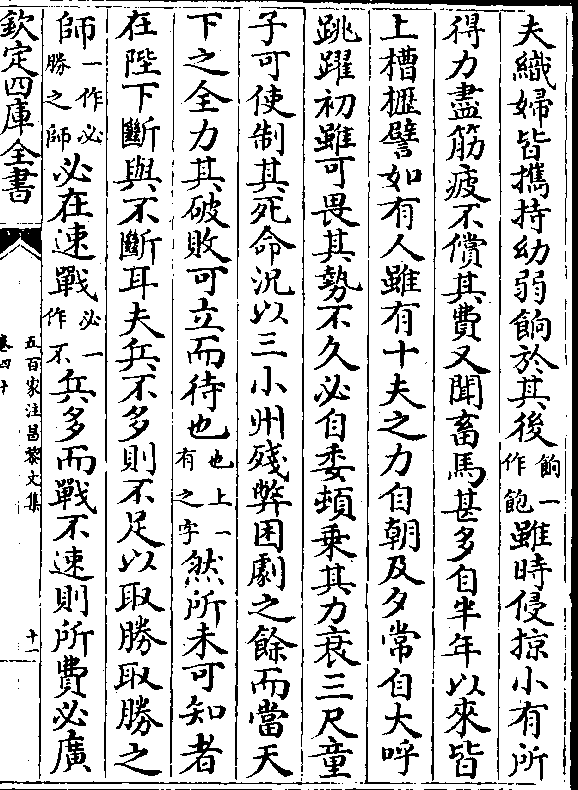 夫織婦皆攜持幼弱餉於其後餉一作飽雖時侵掠小有所
得力盡筋疲不償其費又聞畜馬甚多自半年以來皆
上槽櫪譬如有人雖有十夫之力自朝及夕常自大呼
跳躍初雖可畏其勢不久必自委頓乗其力衰三尺童
子可使制其死命況以三小州殘弊困劇之餘而當天
下之全力其破敗可立而待也也上一有之字然所未可知者
在陛下斷與不斷耳夫兵不多則不足以取勝取勝之
師一作必勝之師必在速戰必一作不兵多而戰不速則所費必廣
欽定四庫全書
五百家注昌黎文集
卷四十
十一